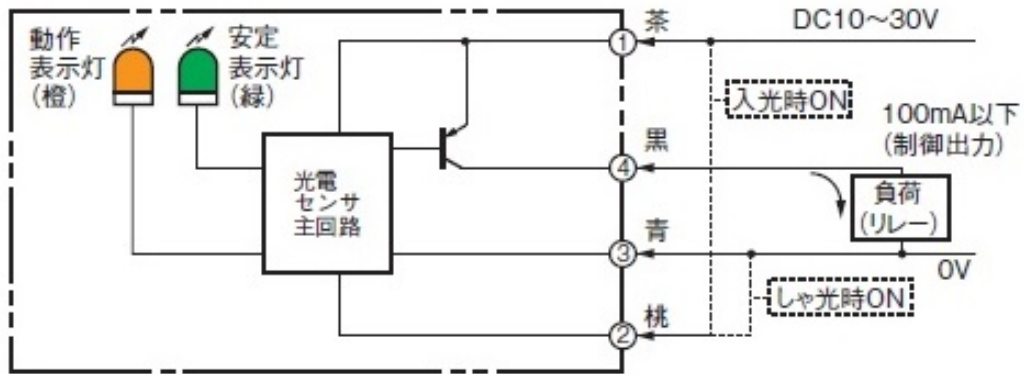 動作
表示灯
(橙)
安定
表示灯
(緑)
光電
センサ
主回路
① 茶
DC10～30V
入光時ON
100mA以下
(制御出力)
④ 黒
負荷
(リレー)
③ 青
0V
しゃ光時ON
② 桃